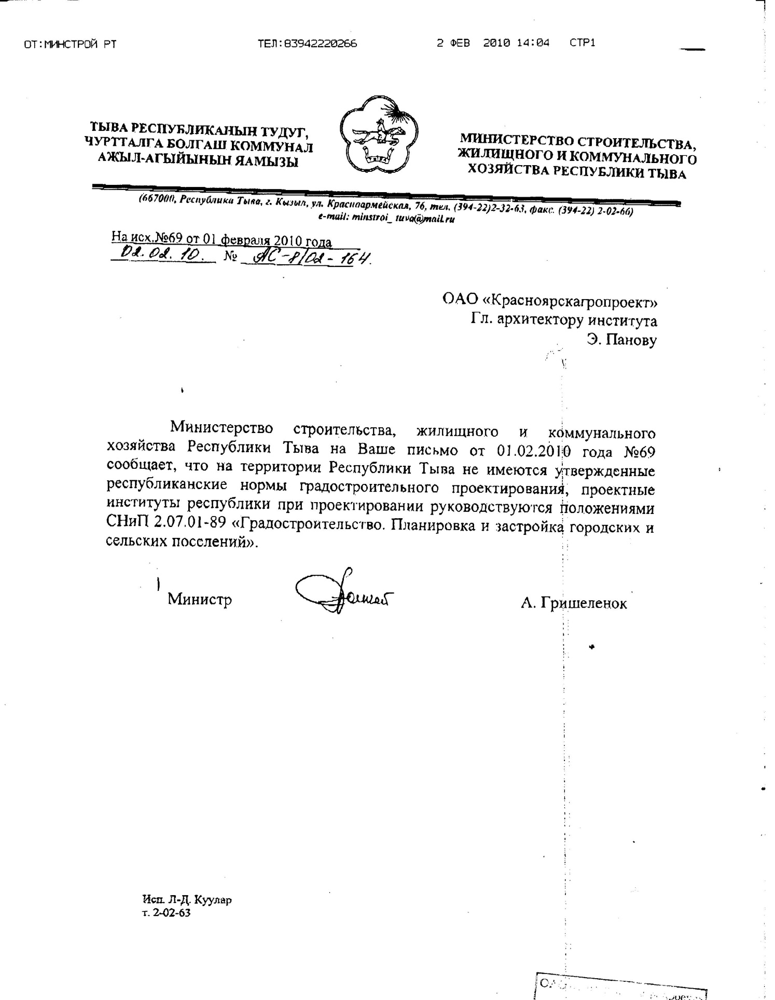 ОТ:МИНСТРОЙ РТ ТЕЛ:83942220266 2 ФЕВ 2010 14:04 СТР1
ТЫВА РЕСПУБЛИКАНЫН ТУДУГ,
ЧУРТТАЛГА БОЛГАШ КОММУНАЛ
АЖЫЛ-АГЫЙЫНЫН ЯАМЫЗЫ
ТЫВА
МИНИСТЕРСТВО СТРОИТЕЛЬСТВА,
ЖИЛИЩНОГО И КОММУНАЛЬНОГО
ХОЗЯЙСТВА РЕСПУБЛИКИ ТЫВА
(667000, Республика Тыва, г. Кызыл, ул. Красноармейская, 76, тел. (394-22)2-32-63, факс. (394-22) 2-02-66)
e-mail: minstroi_ tuva@mail.ru
На исх.№69 от 01 февраля 2010 года
02.02.10. № АС-8/02-164.
ОАО «Красноярскагропроект»
Гл. архитектору института
Э. Панову
Министерство строительства, жилищного и коммунального
хозяйства Республики Тыва на Ваше письмо от 01.02.2010 года №69
сообщает, что на территории Республики Тыва не имеются утвержденные
республиканские нормы градостроительного проектирования, проектные
институты республики при проектировании руководствуются положениями
СНиП 2.07.01-89 «Градостроительство. Планировка и застройка городских и
сельских поселений».
Министр А. Гришеленок
Исп. Л-Д. Куулар
т. 2-02-63
ОАО